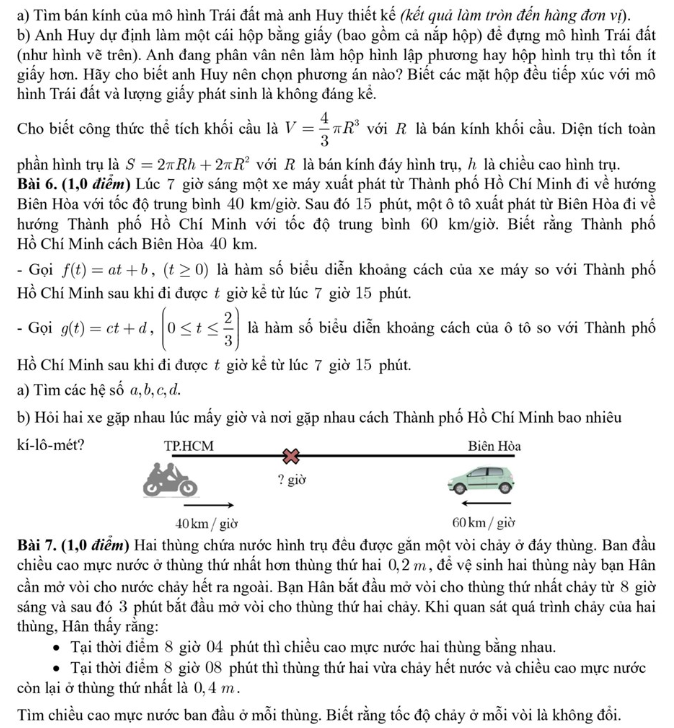 a) Tìm bán kính của mô hình Trái đất mà anh Huy thiết kế (kết quả làm tròn đến hàng đơn vị).
b) Anh Huy dự định làm một cái hộp bằng giấy (bao gồm cả nắp hộp) để đựng mô hình Trái đất
(như hình vẽ trên). Anh đang phân vân nên làm hộp hình lập phương hay hộp hình trụ thì tốn ít
giấy hơn. Hãy cho biết anh Huy nên chọn phương án nào? Biết các mặt hộp đều tiếp xúc với mô
hình Trái đất và lượng giấy phát sinh là không đáng kể.
Cho biết công thức thể tích khối cầu là V = 4/3 πR³ với R là bán kính khối cầu. Diện tích toàn
phần hình trụ là S = 2πRh + 2πR² với R là bán kính đáy hình trụ, h là chiều cao hình trụ.
Bài 6. (1,0 điểm) Lúc 7 giờ sáng một xe máy xuất phát từ Thành phố Hồ Chí Minh đi về hướng
Biên Hòa với tốc độ trung bình 40 km/giờ. Sau đó 15 phút, một ô tô xuất phát từ Biên Hòa đi về
hướng Thành phố Hồ Chí Minh với tốc độ trung bình 60 km/giờ. Biết rằng Thành phố
Hồ Chí Minh cách Biên Hòa 40 km.
- Gọi f(t) = at + b, (t ≥ 0) là hàm số biểu diễn khoảng cách của xe máy so với Thành phố
Hồ Chí Minh sau khi đi được t giờ kể từ lúc 7 giờ 15 phút.
- Gọi g(t) = ct + d, (0 ≤ t ≤ 2/3) là hàm số biểu diễn khoảng cách của ô tô so với Thành phố
Hồ Chí Minh sau khi đi được t giờ kể từ lúc 7 giờ 15 phút.
a) Tìm các hệ số a, b, c, d.
b) Hỏi hai xe gặp nhau lúc mấy giờ và nơi gặp nhau cách Thành phố Hồ Chí Minh bao nhiêu
kí-lô-mét?
TP.HCM
Biên Hòa
? giờ
40 km / giờ
60 km / giờ
Bài 7. (1,0 điểm) Hai thùng chứa nước hình trụ đều được gắn một vòi chảy ở đáy thùng. Ban đầu
chiều cao mực nước ở thùng thứ nhất hơn thùng thứ hai 0,2 m, để vệ sinh hai thùng này bạn Hân
cần mở vòi cho nước chảy hết ra ngoài. Bạn Hân bắt đầu mở vòi cho thùng thứ nhất chảy từ 8 giờ
sáng và sau đó 3 phút bắt đầu mở vòi cho thùng thứ hai chảy. Khi quan sát quá trình chảy của hai
thùng, Hân thấy rằng:
• Tại thời điểm 8 giờ 04 phút thì chiều cao mực nước hai thùng bằng nhau.
• Tại thời điểm 8 giờ 08 phút thì thùng thứ hai vừa chảy hết nước và chiều cao mực nước
còn lại ở thùng thứ nhất là 0,4 m.
Tìm chiều cao mực nước ban đầu ở mỗi thùng. Biết rằng tốc độ chảy ở mỗi vòi là không đổi.